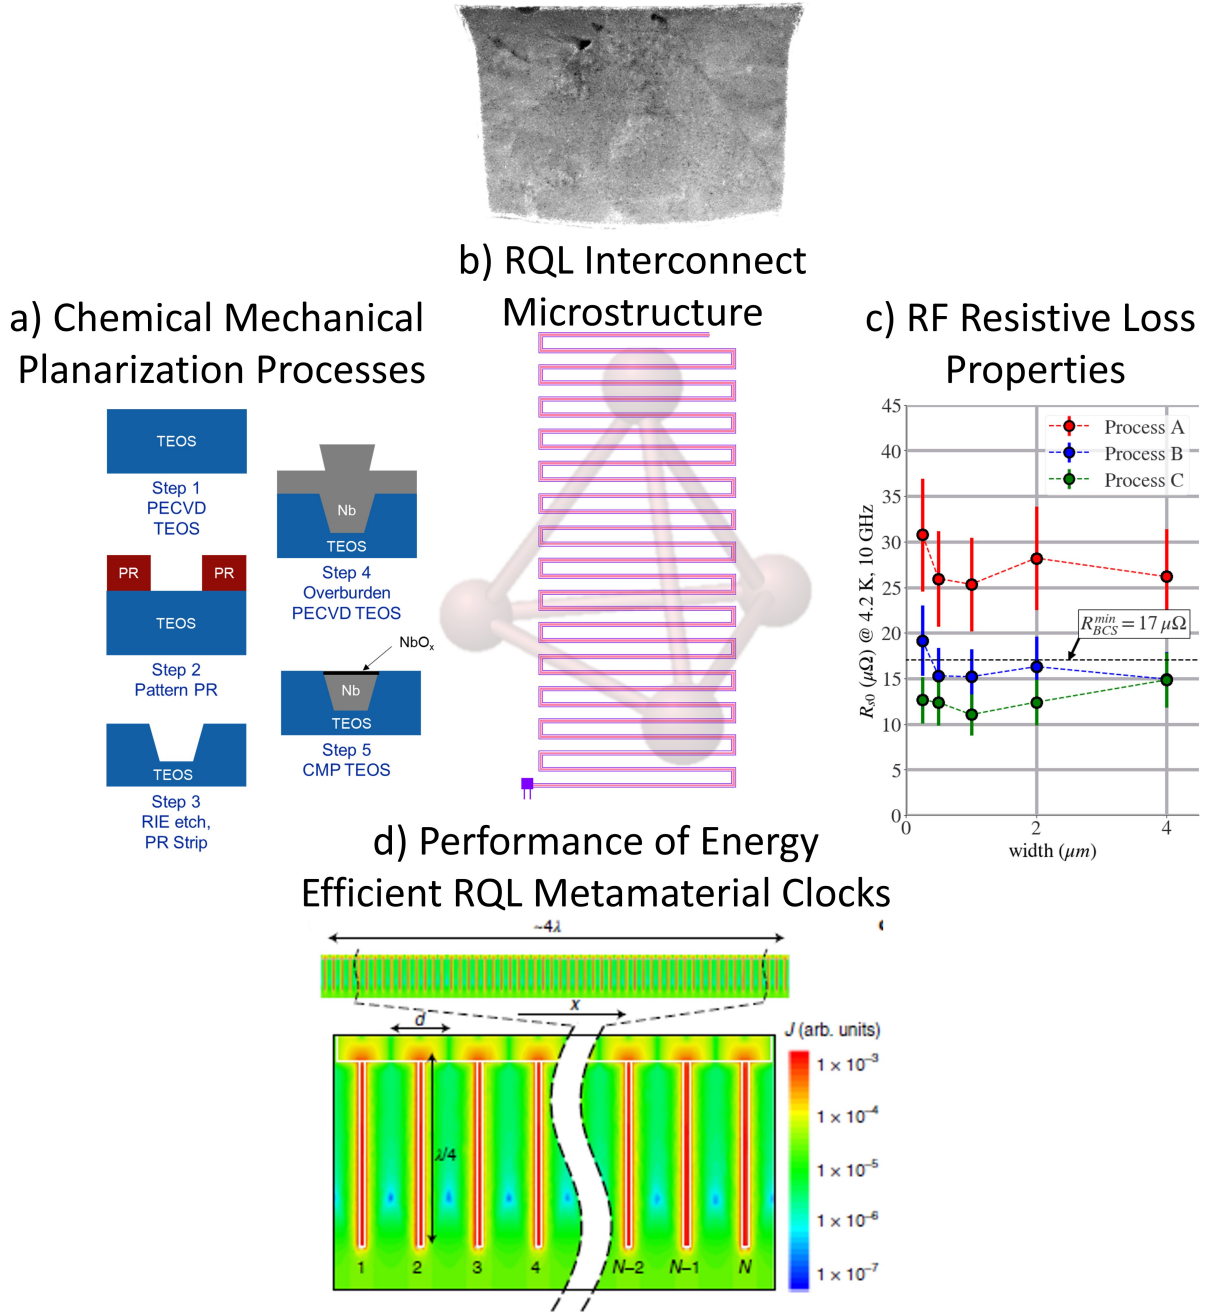 b) RQL Interconnect
Microstructure
a) Chemical Mechanical
Planarization Processes
TEOS
Step 1
PECVD
TEOS
PR
PR
TEOS
Step 2
Pattern PR
TEOS
Step 3
RIE etch,
PR Strip
Nb
TEOS
Step 4
Overburden
PECVD TEOS
NbOₓ
Nb
TEOS
Step 5
CMP TEOS
c) RF Resistive Loss
Properties
45
40
35
30
25
20
15
10
5
0
0
2
4
R_{s0} (μΩ) @ 4.2 K, 10 GHz
width (μm)
Process A
Process B
Process C
R_{BCS}^{min} = 17 μΩ
d) Performance of Energy
Efficient RQL Metamaterial Clocks
~4λ
x
d
λ/4
1
2
3
4
N–2
N–1
N
J (arb. units)
1 × 10⁻³
1 × 10⁻⁴
1 × 10⁻⁵
1 × 10⁻⁶
1 × 10⁻⁷